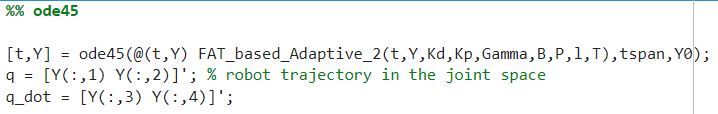 %% ode45
[t,Y] = ode45(@(t,Y) FAT_based_Adaptive_2(t,Y,Kd,Kp,Gamma,B,P,l,T),tspan,Y0);
q = [Y(:,1) Y(:,2)]'; % robot trajectory in the joint space
q_dot = [Y(:,3) Y(:,4)]';